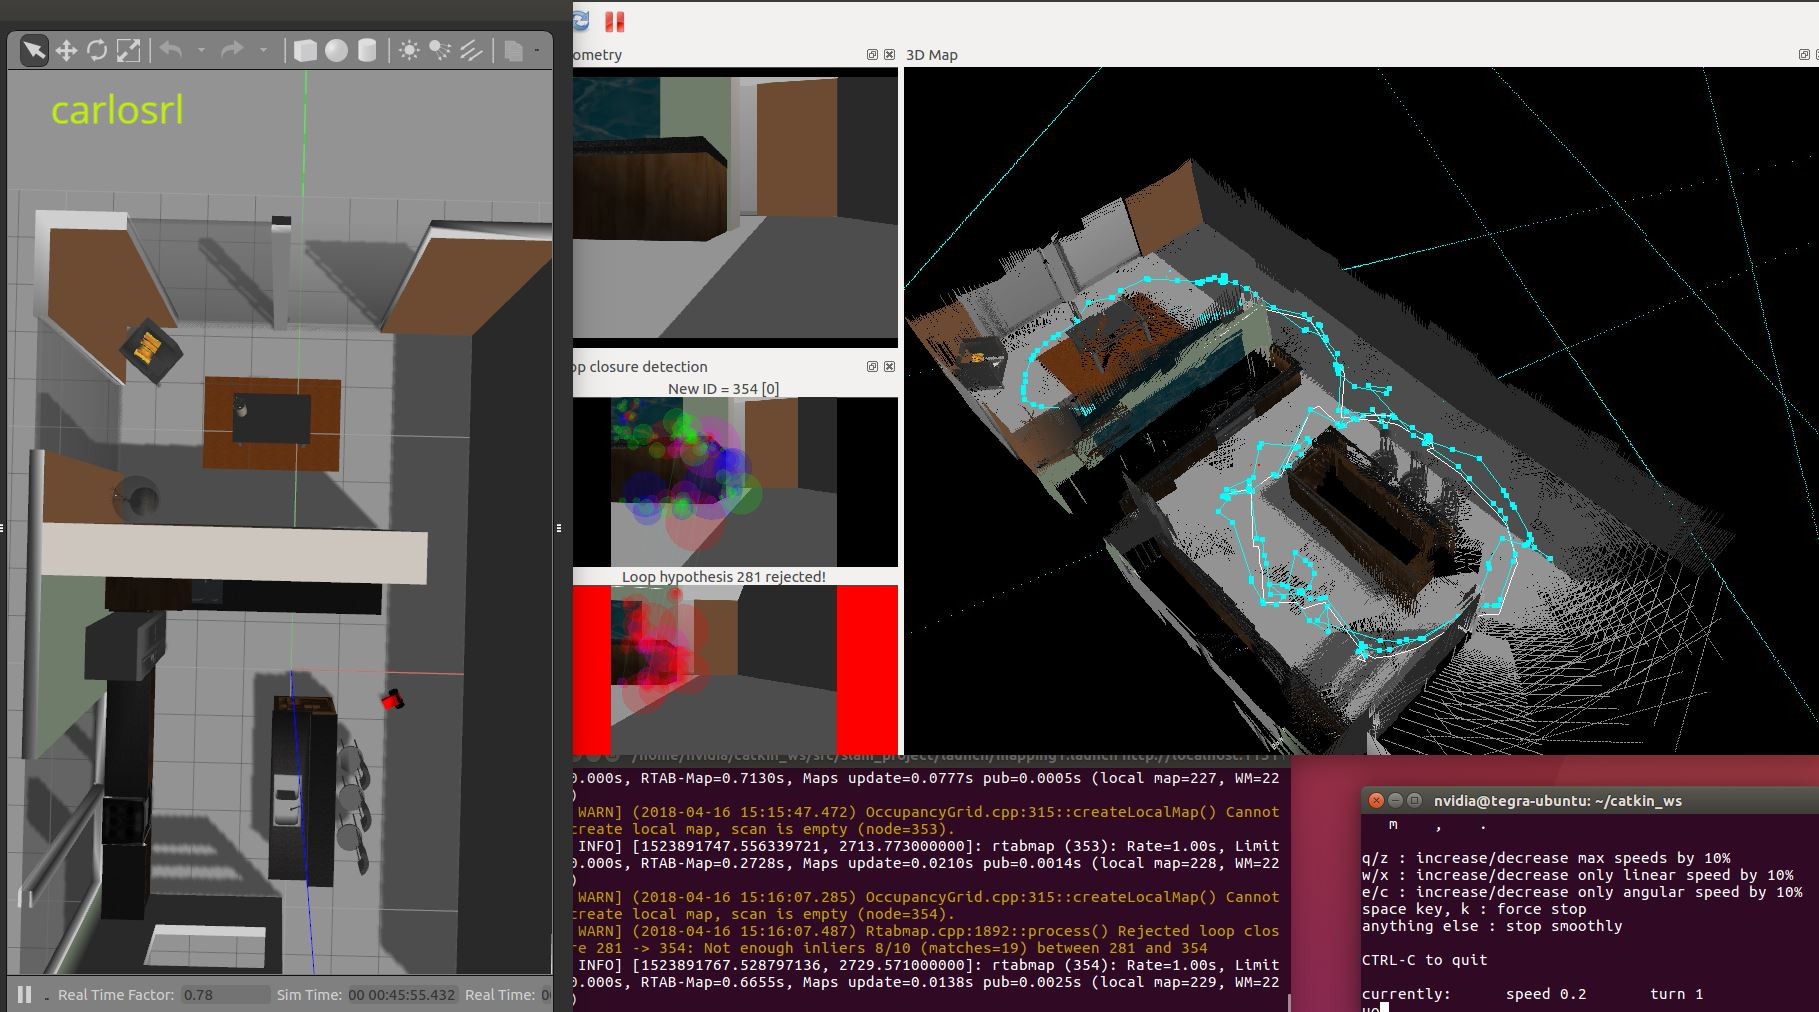 carlosrl
Real Time Factor: 0.78 Sim Time: 00 00:45:55.432 Real Time:
ometry
3D Map
op closure detection
New ID = 354 [0]
Loop hypothesis 281 rejected!
/home/nvidia/catkin_ws/src/slam_project/launch/mapping1.launch http://localhost:11311
0.000s, RTAB-Map=0.7130s, Maps update=0.0777s pub=0.0005s (local map=227, WM=22
)
WARN] (2018-04-16 15:15:47.472) OccupancyGrid.cpp:315::createLocalMap() Cannot
create local map, scan is empty (node=353).
INFO] [1523891747.556339721, 2713.773000000]: rtabmap (353): Rate=1.00s, Limit
0.000s, RTAB-Map=0.2728s, Maps update=0.0210s pub=0.0014s (local map=228, WM=22
)
WARN] (2018-04-16 15:16:07.285) OccupancyGrid.cpp:315::createLocalMap() Cannot
create local map, scan is empty (node=354).
WARN] (2018-04-16 15:16:07.487) Rtabmap.cpp:1892::process() Rejected loop clos
re 281 -> 354: Not enough inliers 8/10 (matches=19) between 281 and 354
INFO] [1523891767.528797136, 2729.571000000]: rtabmap (354): Rate=1.00s, Limit
0.000s, RTAB-Map=0.6655s, Maps update=0.0138s pub=0.0025s (local map=229, WM=22
)
nvidia@tegra-ubuntu: ~/catkin_ws
m , .
q/z : increase/decrease max speeds by 10%
w/x : increase/decrease only linear speed by 10%
e/c : increase/decrease only angular speed by 10%
space key, k : force stop
anything else : stop smoothly
CTRL-C to quit
currently: speed 0.2 turn 1